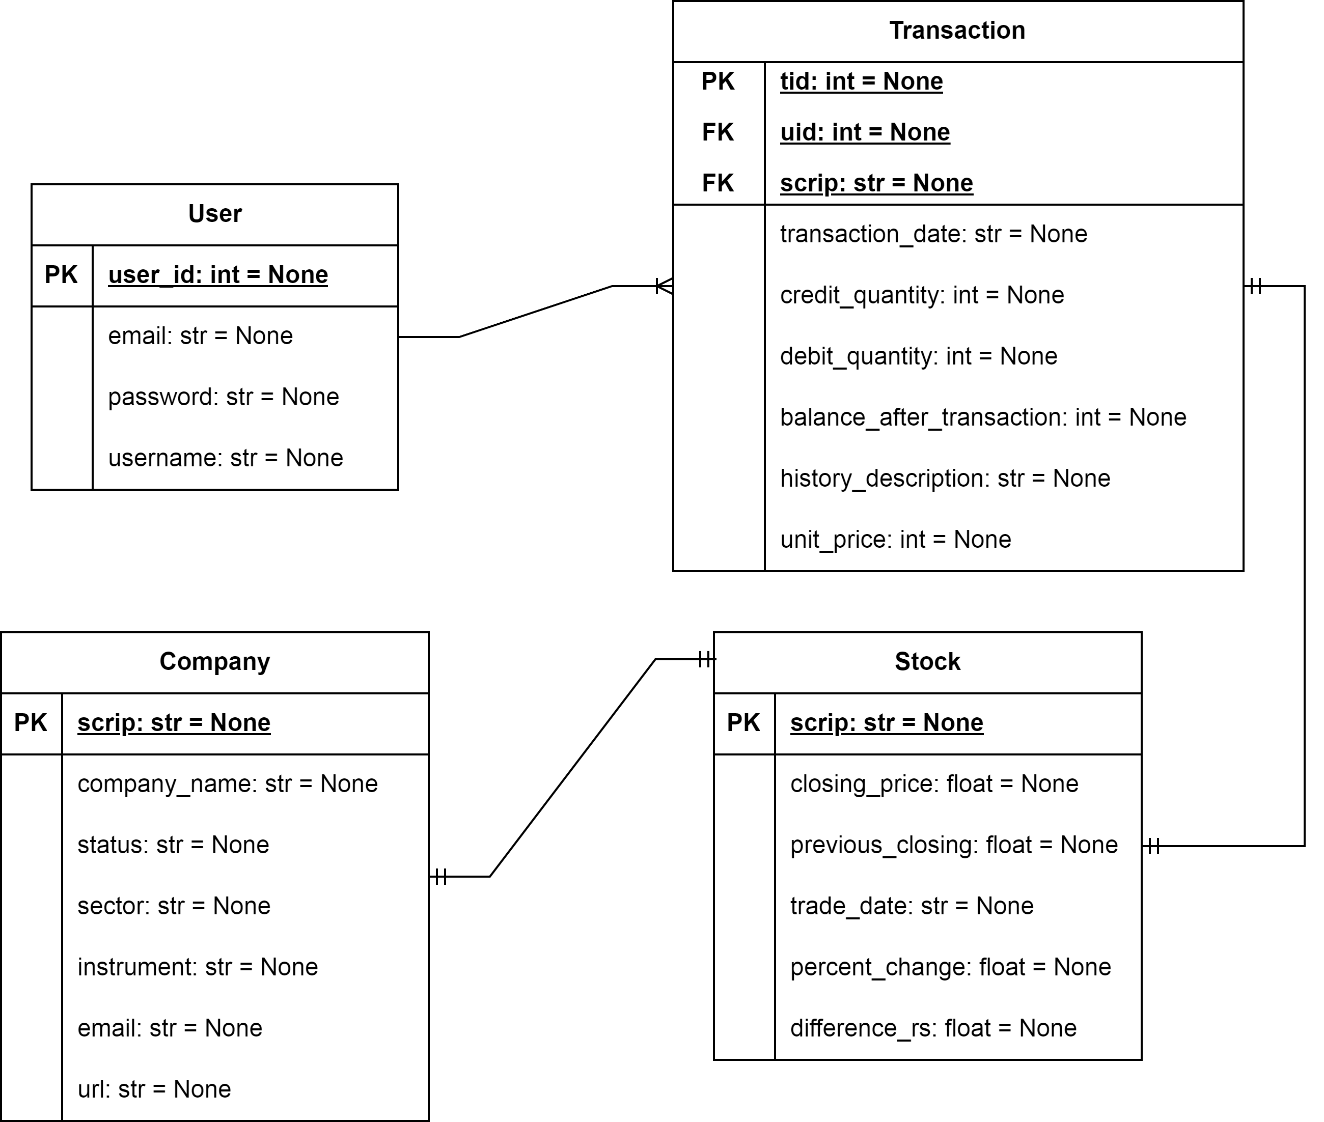 Transaction
PK tid: int = None
FK uid: int = None
FK scrip: str = None
transaction_date: str = None
credit_quantity: int = None
debit_quantity: int = None
balance_after_transaction: int = None
history_description: str = None
unit_price: int = None
User
PK user_id: int = None
email: str = None
password: str = None
username: str = None
Company
PK scrip: str = None
company_name: str = None
status: str = None
sector: str = None
instrument: str = None
email: str = None
url: str = None
Stock
PK scrip: str = None
closing_price: float = None
previous_closing: float = None
trade_date: str = None
percent_change: float = None
difference_rs: float = None